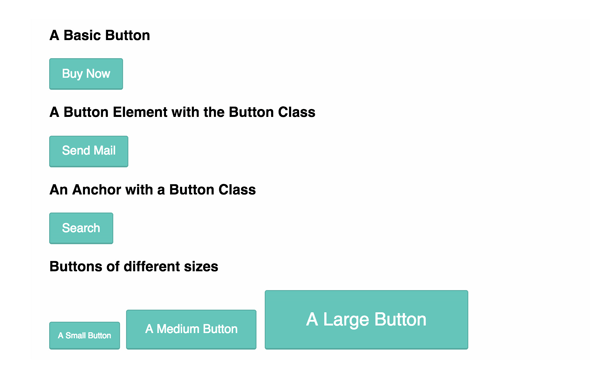 A Basic Button
Buy Now
A Button Element with the Button Class
Send Mail
An Anchor with a Button Class
Search
Buttons of different sizes
A Small Button A Medium Button A Large Button